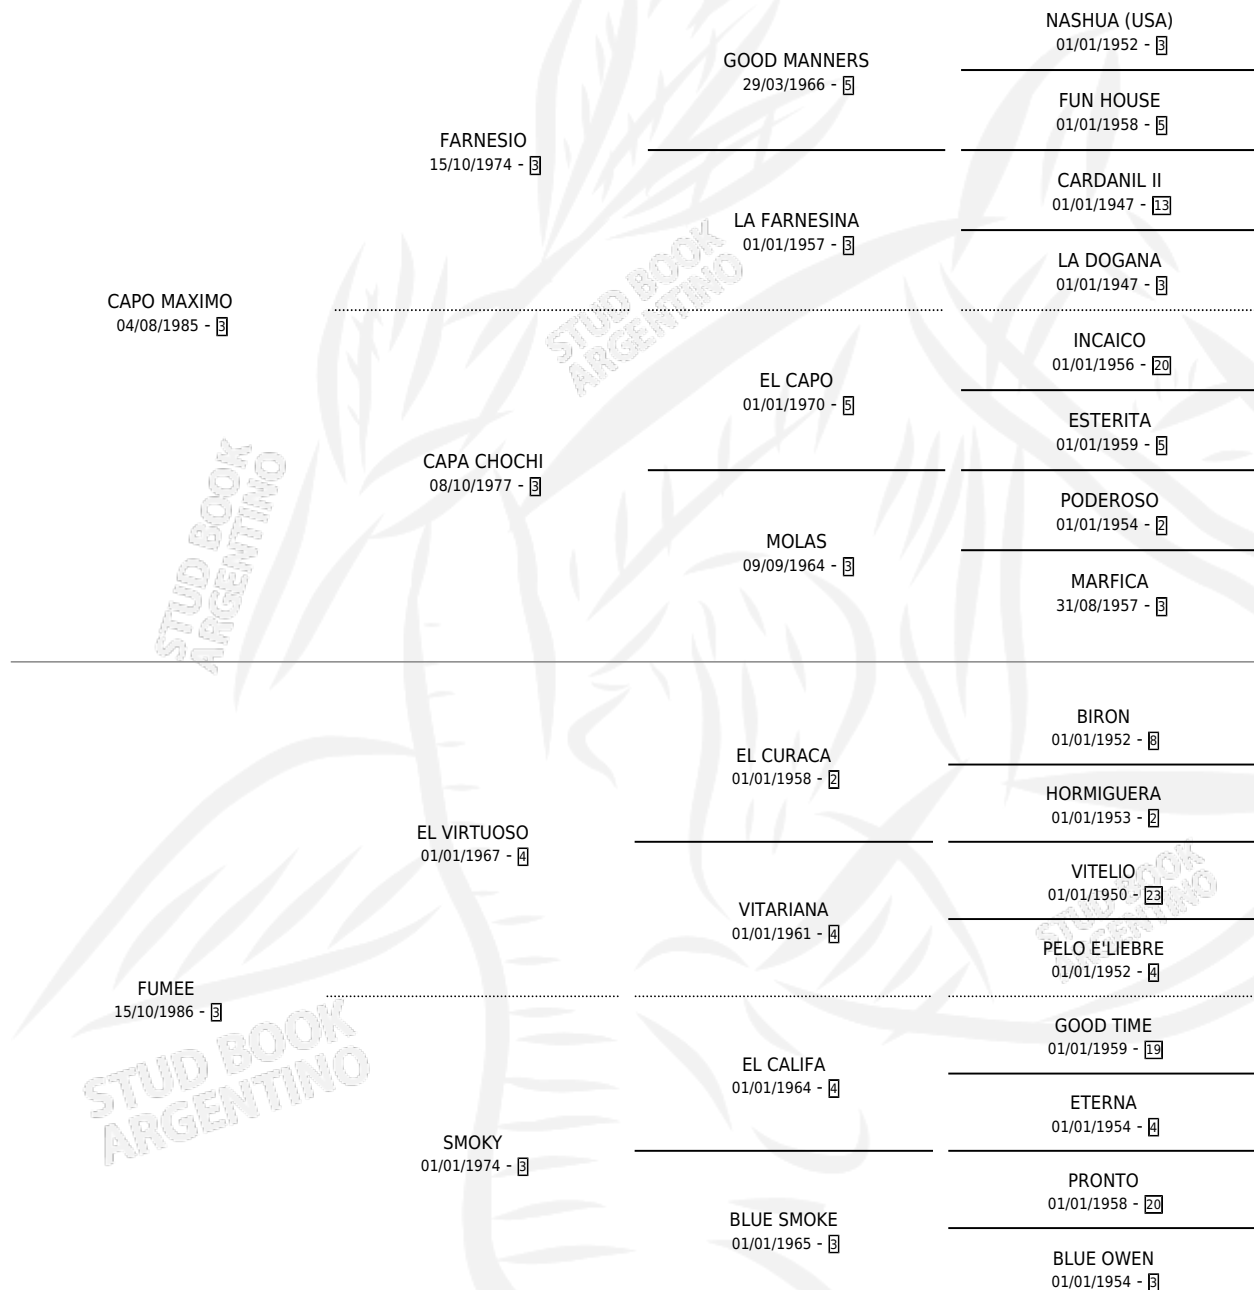 NASHUA (USA)
01/01/1952 - 3
GOOD MANNERS
29/03/1966 - 5
FUN HOUSE
01/01/1958 - 5
FARNESIO
15/10/1974 - 3
CARDANIL II
01/01/1947 - 13
LA FARNESINA
01/01/1957 - 3
LA DOGANA
01/01/1947 - 3
CAPO MAXIMO
04/08/1985 - 3
INCAICO
01/01/1956 - 20
EL CAPO
01/01/1970 - 5
ESTERITA
01/01/1959 - 5
CAPA CHOCHI
08/10/1977 - 3
PODEROSO
01/01/1954 - 2
MOLAS
09/09/1964 - 3
MARFICA
31/08/1957 - 3
BIRON
01/01/1952 - 8
EL CURACA
01/01/1958 - 2
HORMIGUERA
01/01/1953 - 2
EL VIRTUOSO
01/01/1967 - 4
VITELIO
01/01/1950 - 23
VITARIANA
01/01/1961 - 4
PELO E'LIEBRE
01/01/1952 - 4
FUMEE
15/10/1986 - 3
GOOD TIME
01/01/1959 - 19
EL CALIFA
01/01/1964 - 4
ETERNA
01/01/1954 - 4
SMOKY
01/01/1974 - 3
PRONTO
01/01/1958 - 20
BLUE SMOKE
01/01/1965 - 3
BLUE OWEN
01/01/1954 - 3
STUD BOOK
ARGENTINO
STUD BOOK
ARGENTINO
STUD BOOK
ARGENTINO
STUD BOOK
ARGENTINO